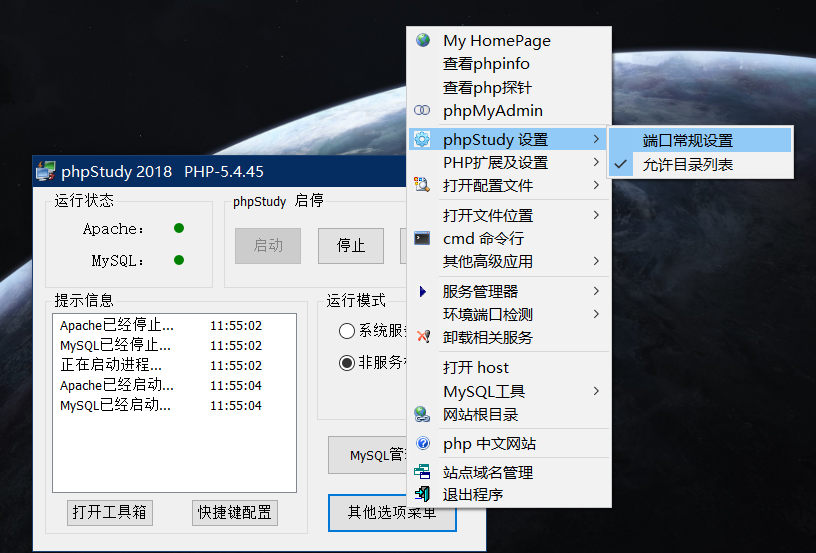 My HomePage
查看phpinfo
查看php探针
phpMyAdmin
phpStudy 设置
PHP扩展及设置
打开配置文件
打开文件位置
cmd 命令行
其他高级应用
服务管理器
环境端口检测
卸载相关服务
打开 host
MySQL工具
网站根目录
php 中文网站
站点域名管理
退出程序
端口常规设置
允许目录列表
phpStudy 2018 PHP-5.4.45
运行状态
Apache:
MySQL:
phpStudy 启停
启动
停止
提示信息
Apache已经停止... 11:55:02
MySQL已经停止... 11:55:02
正在启动进程... 11:55:02
Apache已经启动... 11:55:04
MySQL已经启动... 11:55:04
运行模式
系统服
非服
MySQL管
打开工具箱
快捷键配置
其他选项菜单